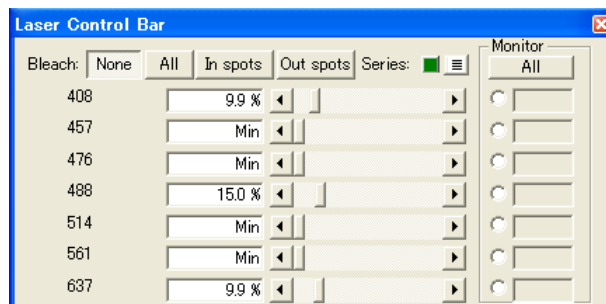 Laser Control Bar
Bleach: None All In spots Out spots Series: Monitor All
408 9.9 %
457 Min
476 Min
488 15.0 %
514 Min
561 Min
637 9.9 %